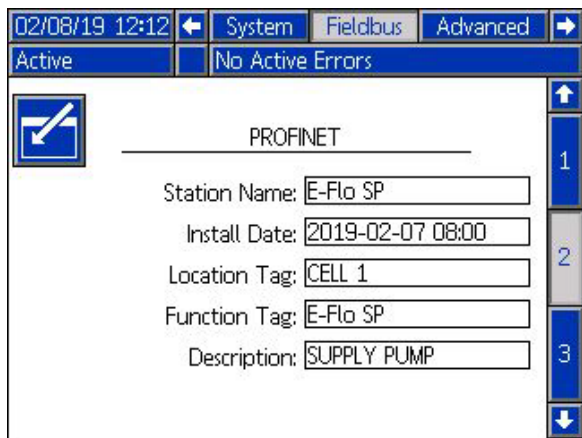 02/08/19 12:12 System Fieldbus Advanced
Active No Active Errors
PROFINET
1
Station Name: E-Flo SP
Install Date: 2019-02-07 08:00
2
Location Tag: CELL 1
Function Tag: E-Flo SP
Description: SUPPLY PUMP
3